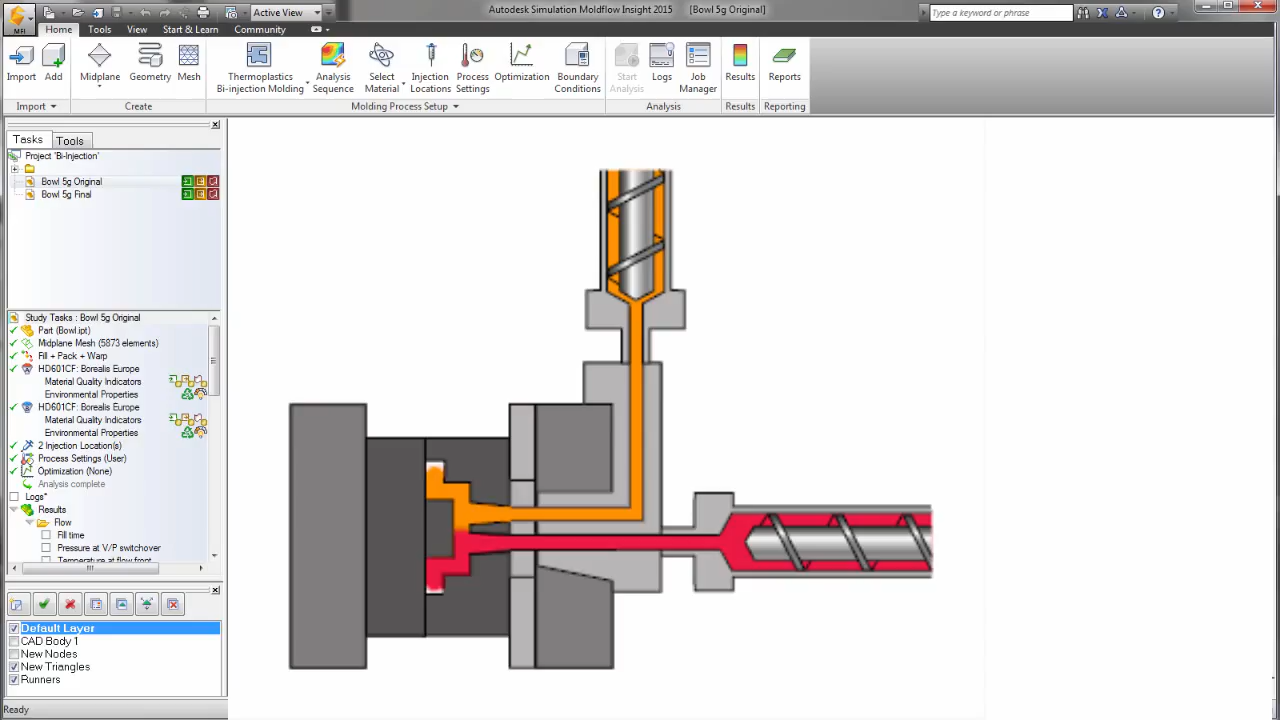 Active View
Autodesk Simulation Moldflow Insight 2015 [Bowl 5g Original]
Type a keyword or phrase
MFI
Home Tools View Start & Learn Community
Import Add Midplane Geometry Mesh Thermoplastics Bi-injection Molding Analysis Sequence Select Material Injection Locations Process Settings Optimization Boundary Conditions Start Analysis Logs Job Manager Results Reports
Import Create Molding Process Setup Analysis Results Reporting
Tasks Tools
Project 'Bi-Injection'
Bowl 5g Original
Bowl 5g Final
Study Tasks : Bowl 5g Original
Part (Bowl.ipt)
Midplane Mesh (5873 elements)
Fill + Pack + Warp
HD601CF: Borealis Europe
Material Quality Indicators
Environmental Properties
HD601CF: Borealis Europe
Material Quality Indicators
Environmental Properties
2 Injection Location(s)
Process Settings (User)
Optimization (None)
Analysis complete
Logs*
Results
Flow
Fill time
Pressure at V/P switchover
Temperature at flow front
Default Layer
CAD Body 1
New Nodes
New Triangles
Runners
Ready